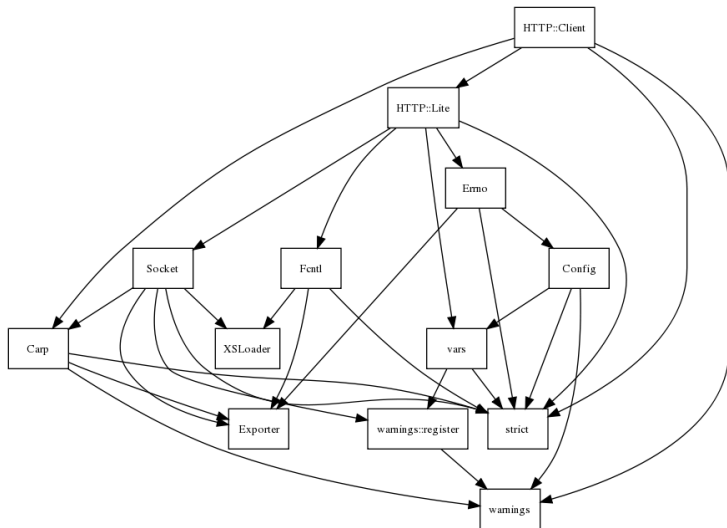 HTTP::Client
HTTP::Lite
Errno
Socket
Fcntl
Config
Carp
XSLoader
vars
Exporter
warnings::register
strict
warnings